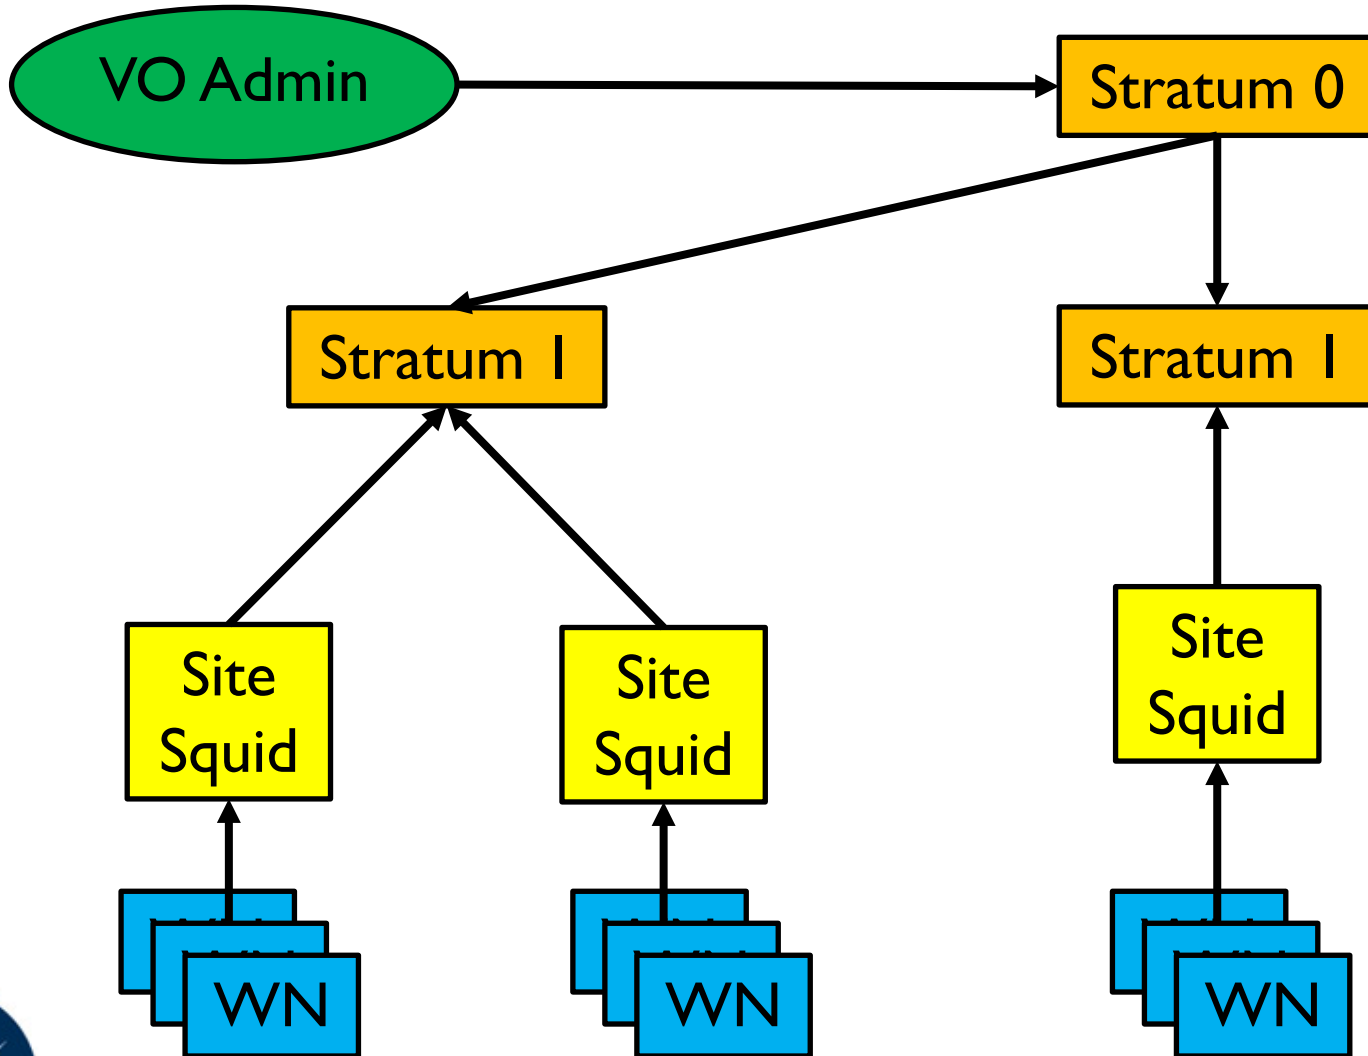 VO Admin
Stratum 0
Stratum 1
Stratum 1
Site
Squid
Site
Squid
Site
Squid
WN
WN
WN